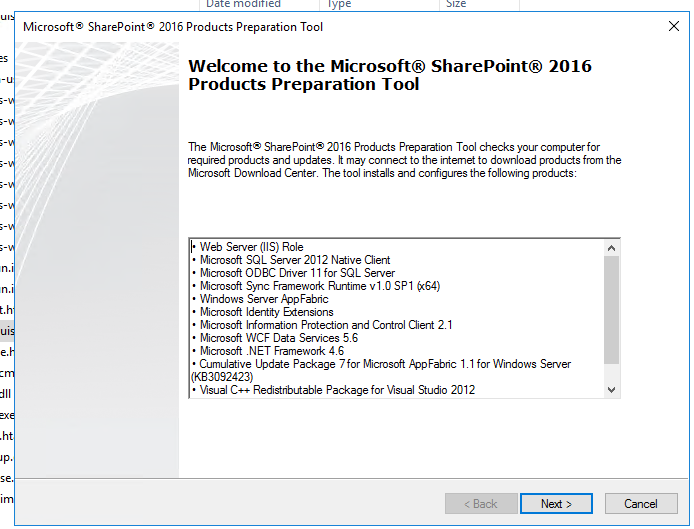 Date modified Type Size
Microsoft® SharePoint® 2016 Products Preparation Tool
Welcome to the Microsoft® SharePoint® 2016
Products Preparation Tool
The Microsoft® SharePoint® 2016 Products Preparation Tool checks your computer for
required products and updates. It may connect to the internet to download products from the
Microsoft Download Center. The tool installs and configures the following products:
• Web Server (IIS) Role
• Microsoft SQL Server 2012 Native Client
• Microsoft ODBC Driver 11 for SQL Server
• Microsoft Sync Framework Runtime v1.0 SP1 (x64)
• Windows Server AppFabric
• Microsoft Identity Extensions
• Microsoft Information Protection and Control Client 2.1
• Microsoft WCF Data Services 5.6
• Microsoft .NET Framework 4.6
• Cumulative Update Package 7 for Microsoft AppFabric 1.1 for Windows Server
(KB3092423)
• Visual C++ Redistributable Package for Visual Studio 2012
< Back Next > Cancel